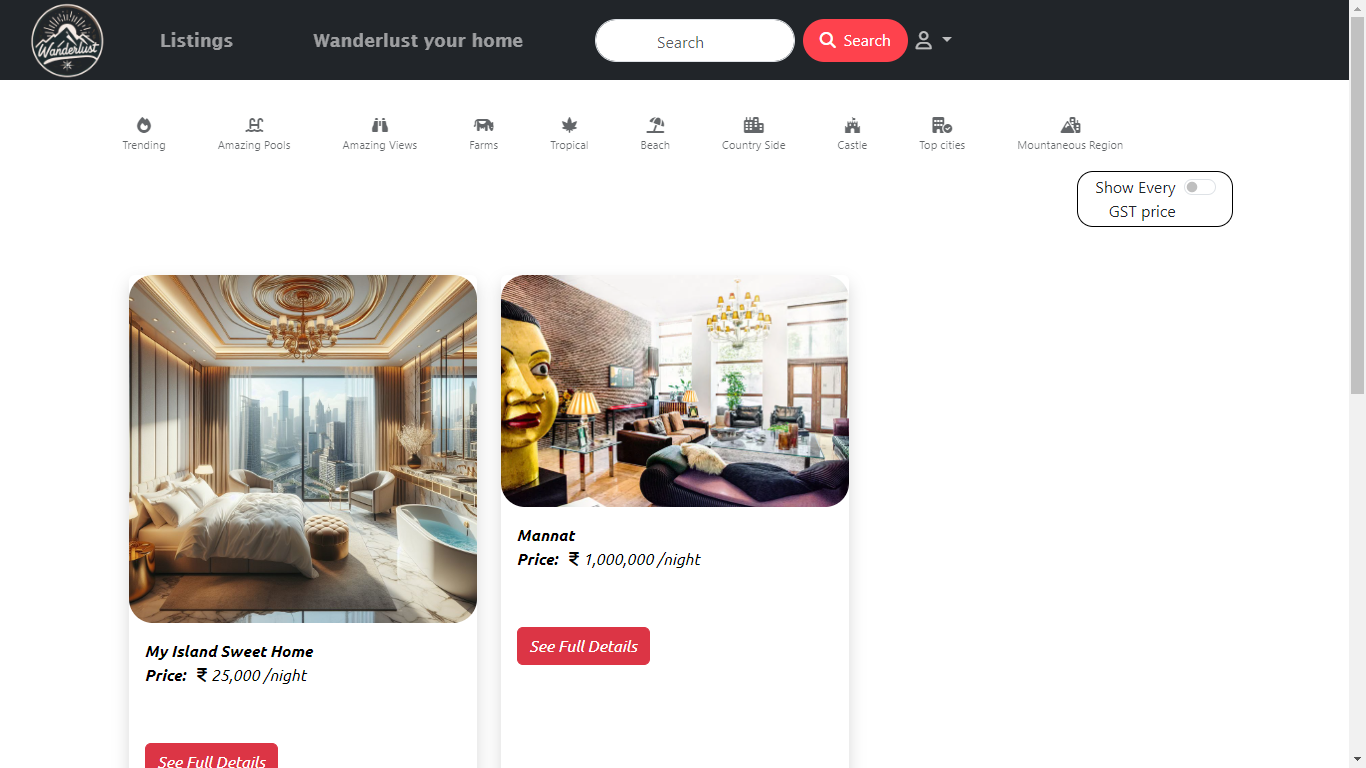 Wanderlust
Listings
Wanderlust your home
Search
Search
Trending
Amazing Pools
Amazing Views
Farms
Tropical
Beach
Country Side
Castle
Top cities
Mountaneous Region
Show Every
GST price
My Island Sweet Home
Price: ₹ 25,000 /night
See Full Details
Mannat
Price: ₹ 1,000,000 /night
See Full Details